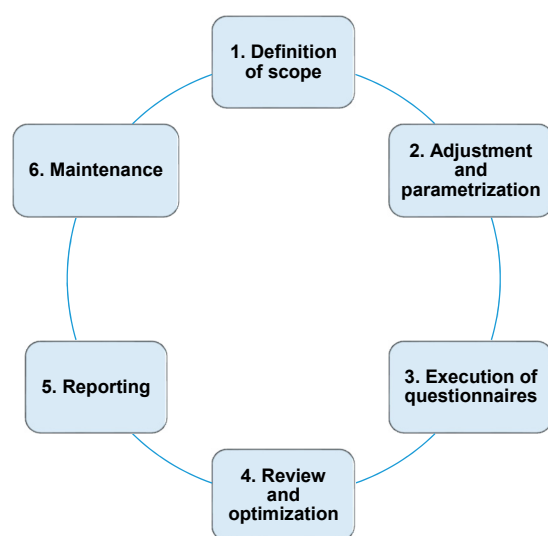 1. Definition
of scope
2. Adjustment
and
parametrization
3. Execution of
questionnaires
4. Review
and
optimization
5. Reporting
6. Maintenance